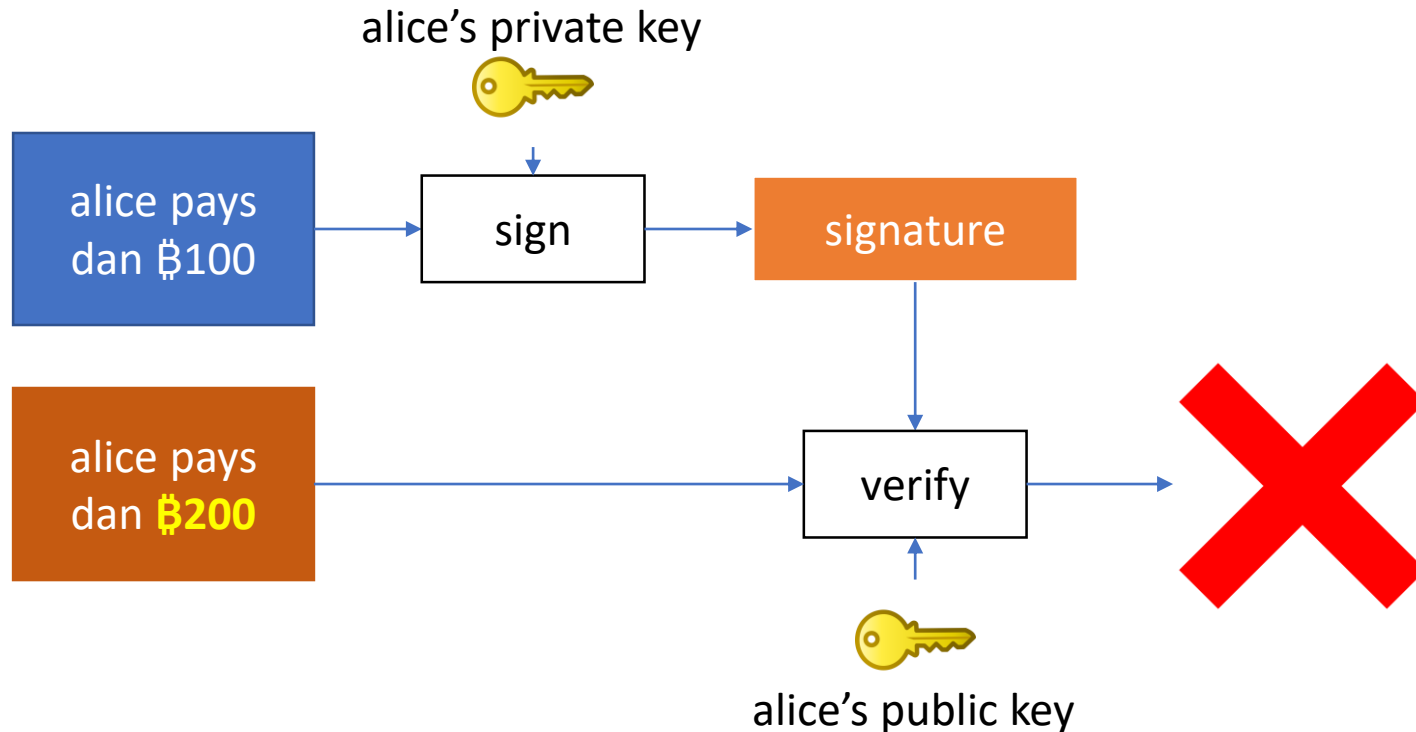 alice’s private key
alice pays
dan ₿100
sign
signature
alice pays
dan ₿200
verify
alice’s public key